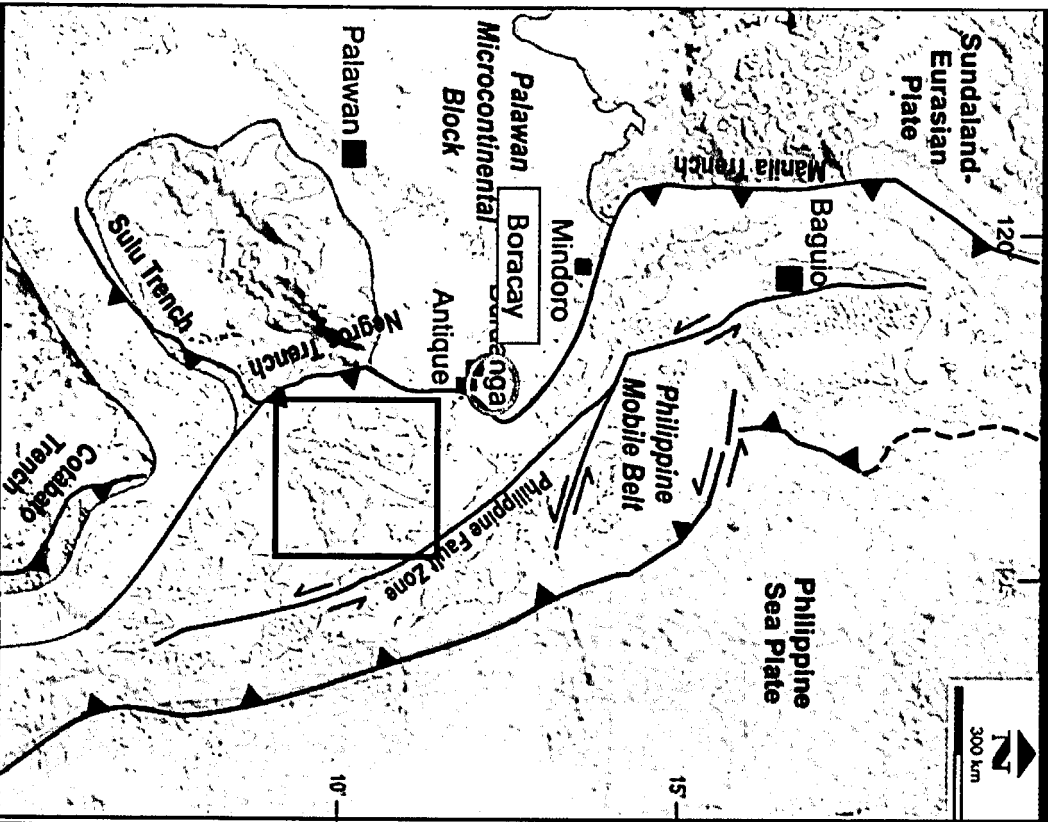 Sundaland-
Eurasian
Plate
120°
Manila Trench
Baguio
N
300 km
Philippine
Sea Plate
15°
Philippine
Mobile Belt
Mindoro
Boracay
Palawan
Microcontinental
Block
Antique
Philippine Fault Zone
Palawan
10°
Negros
Trench
Sulu Trench
Cotabato
Trench